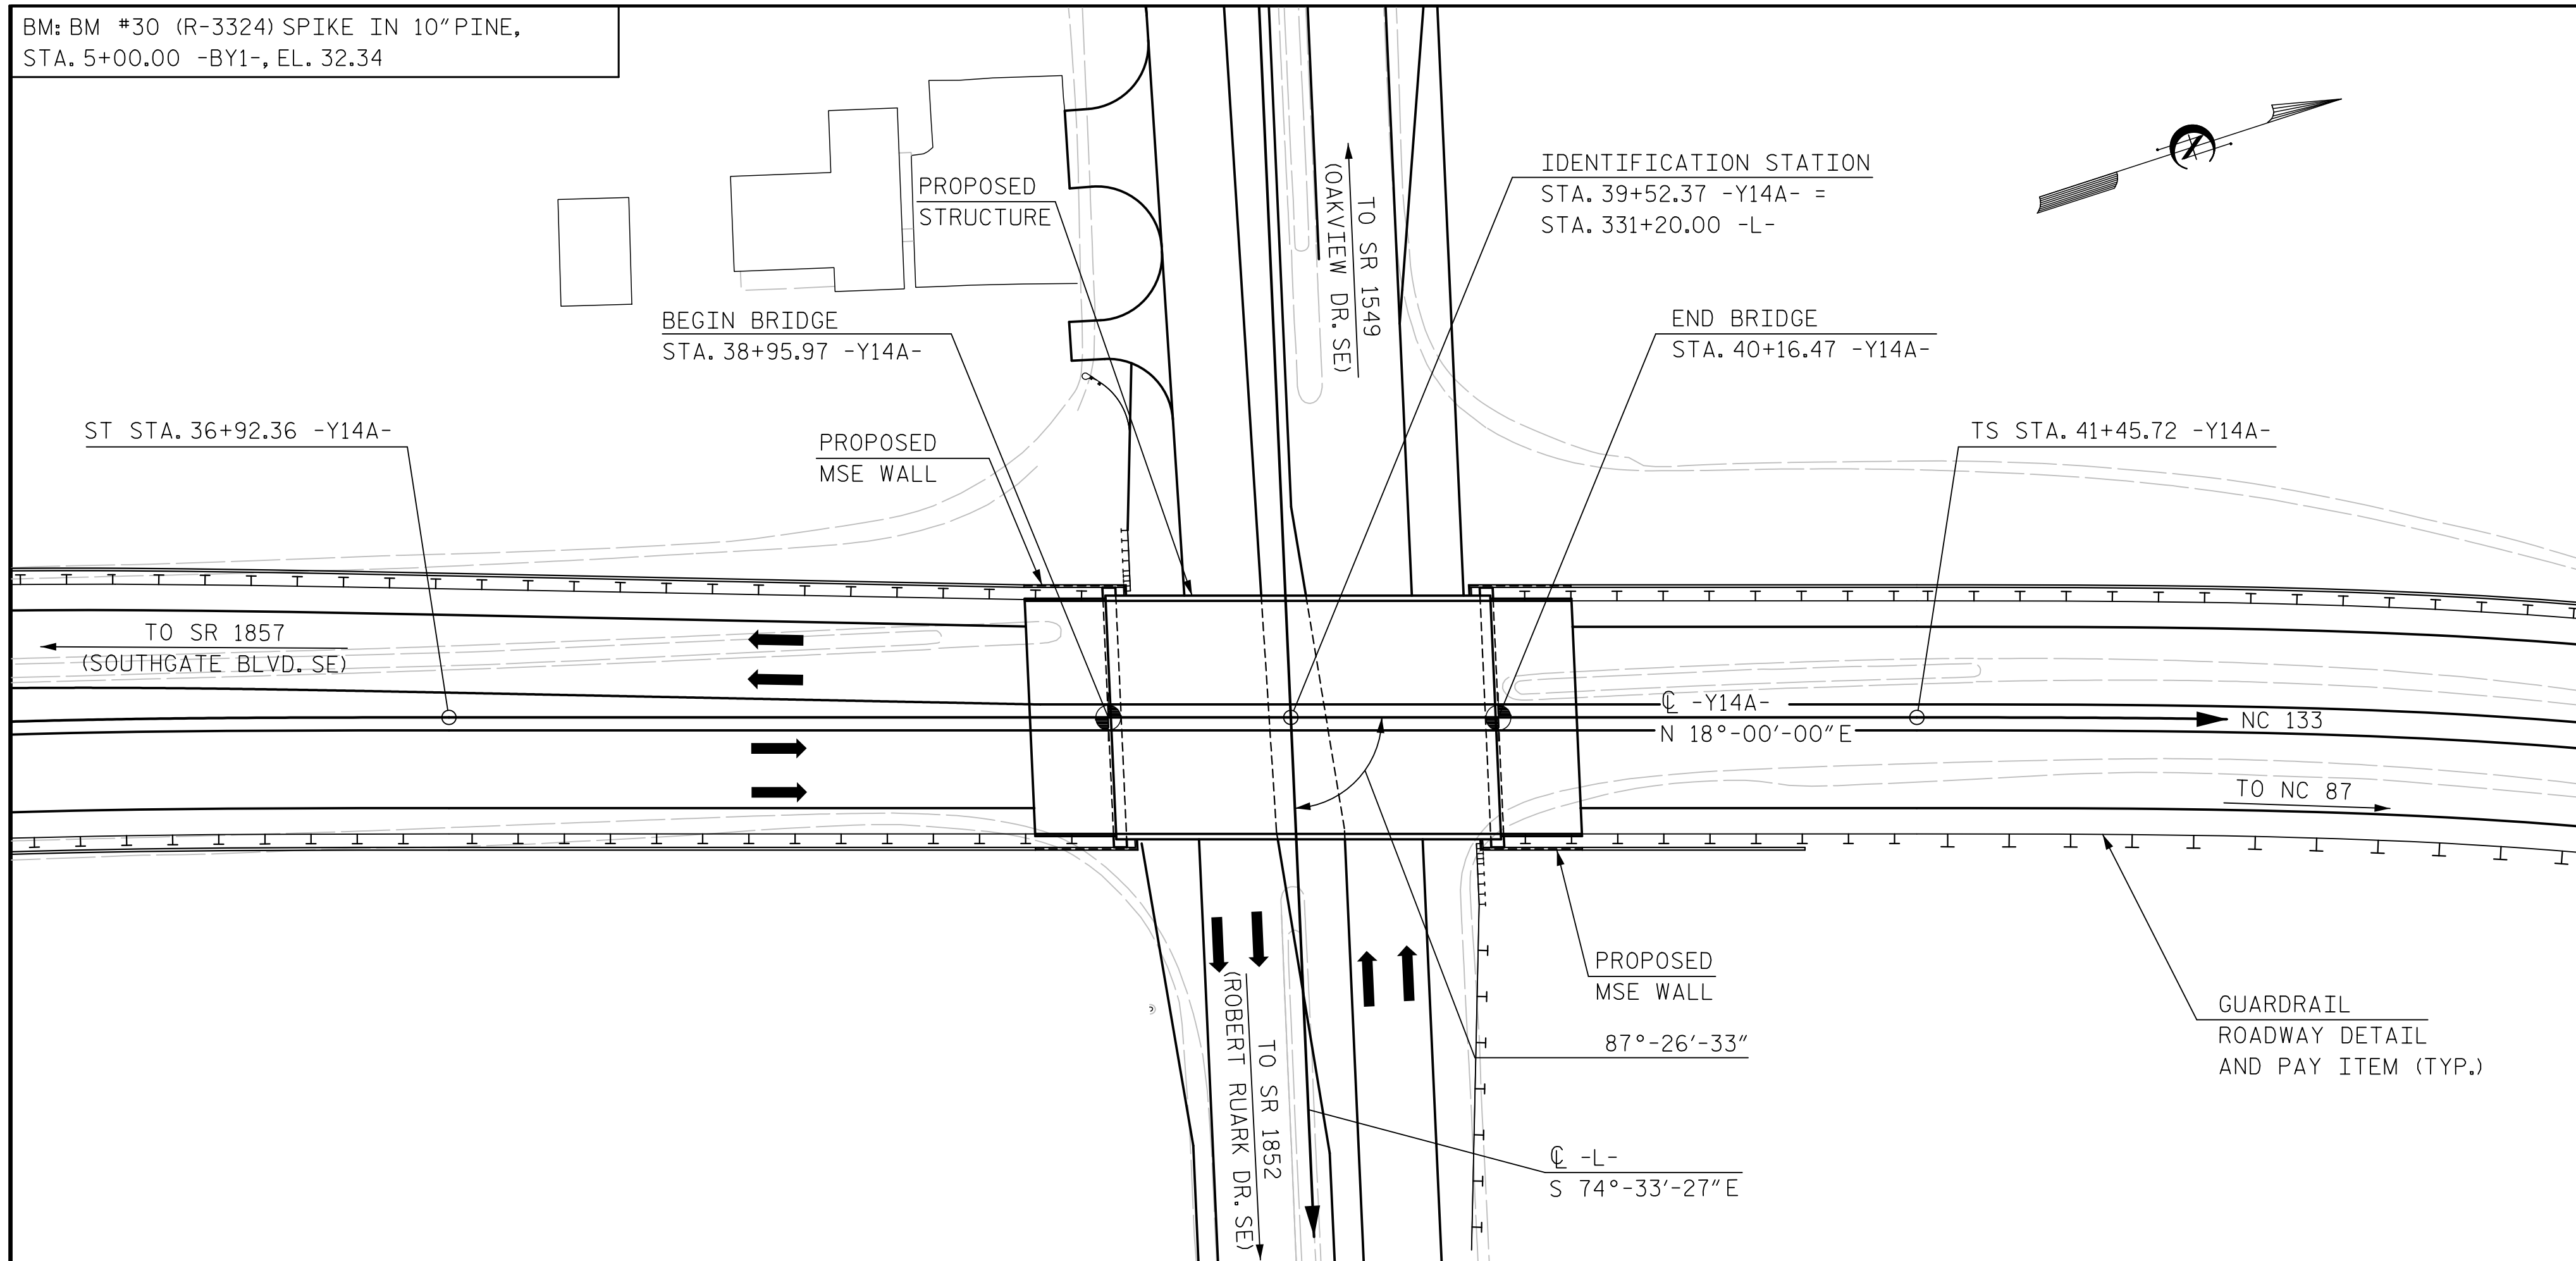 BM: BM #30 (R-3324) SPIKE IN 10" PINE,
STA. 5+00.00 -BY1-, EL. 32.34
PROPOSED
STRUCTURE
TO SR 1549
(OAKVIEW DR. SE)
IDENTIFICATION STATION
STA. 39+52.37 -Y14A- =
STA. 331+20.00 -L-
N
BEGIN BRIDGE
STA. 38+95.97 -Y14A-
END BRIDGE
STA. 40+16.47 -Y14A-
ST STA. 36+92.36 -Y14A-
PROPOSED
MSE WALL
TS STA. 41+45.72 -Y14A-
TO SR 1857
(SOUTHGATE BLVD. SE)
℄ -Y14A-
N 18°-00'-00" E
NC 133
TO NC 87
PROPOSED
MSE WALL
87°-26'-33"
GUARDRAIL
ROADWAY DETAIL
AND PAY ITEM (TYP.)
TO SR 1852
(ROBERT RUARK DR. SE)
℄ -L-
S 74°-33'-27" E